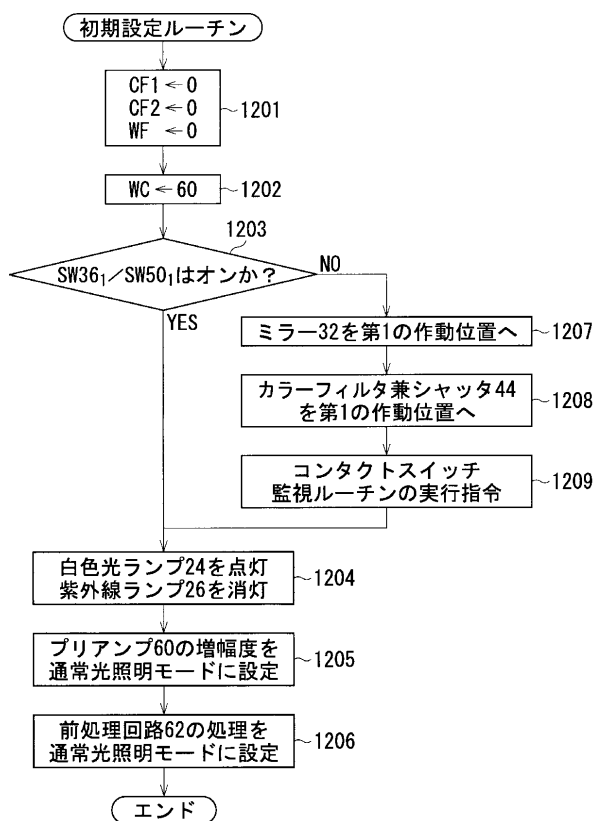 初期設定ルーチン
CF1←0
CF2←0
WF ←0
1201
WC←60
1202
1203
SW36₁/SW50₁はオンか?
NO
YES
ミラー32を第1の作動位置へ
1207
カラーフィルタ兼シャッタ44
を第1の作動位置へ
1208
コンタクトスイッチ
監視ルーチンの実行指令
1209
白色光ランプ24を点灯
紫外線ランプ26を消灯
1204
プリアンプ60の増幅度を
通常光照明モードに設定
1205
前処理回路62の処理を
通常光照明モードに設定
1206
エンド